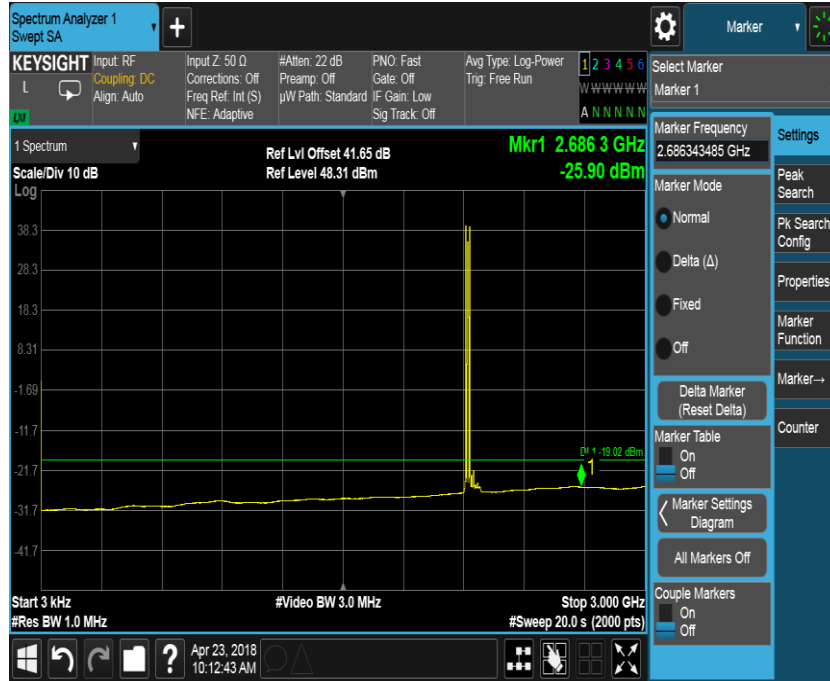 Spectrum Analyzer 1
Swept SA
+
Marker
KEYSIGHT
L
LXI
Input: RF
Coupling: DC
Align: Auto
Input Z: 50 Ω
Corrections: Off
Freq Ref: Int (S)
NFE: Adaptive
#Atten: 22 dB
Preamp: Off
µW Path: Standard
PNO: Fast
Gate: Off
IF Gain: Low
Sig Track: Off
Avg Type: Log-Power
Trig: Free Run
1 2 3 4 5 6
W W W W W W
A N N N N N
Select Marker
Marker 1
1 Spectrum
Scale/Div 10 dB
Log
Ref Lvl Offset 41.65 dB
Ref Level 48.31 dBm
Mkr1 2.686 3 GHz
-25.90 dBm
38.3
28.3
18.3
8.31
-1.69
-11.7
-21.7
-31.7
-41.7
DL1 -19.02 dBm
1
Start 3 kHz
#Res BW 1.0 MHz
#Video BW 3.0 MHz
Stop 3.000 GHz
#Sweep 20.0 s (2000 pts)
Marker Frequency
2.686343485 GHz
Marker Mode
Normal
Delta (Δ)
Fixed
Off
Delta Marker
(Reset Delta)
Marker Table
On
Off
Marker Settings
Diagram
All Markers Off
Couple Markers
On
Off
Settings
Peak
Search
Pk Search
Config
Properties
Marker
Function
Marker→
Counter
?
Apr 23, 2018
10:12:43 AM